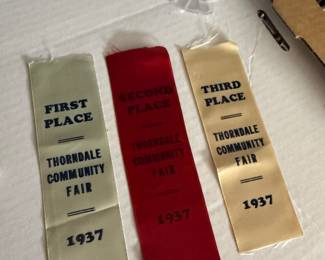 FIRST
PLACE
THORNDALE
COMMUNITY
FAIR
1937
SECOND
PLACE
THORNDALE
COMMUNITY
FAIR
1937
THIRD
PLACE
THORNDALE
COMMUNITY
FAIR
1937